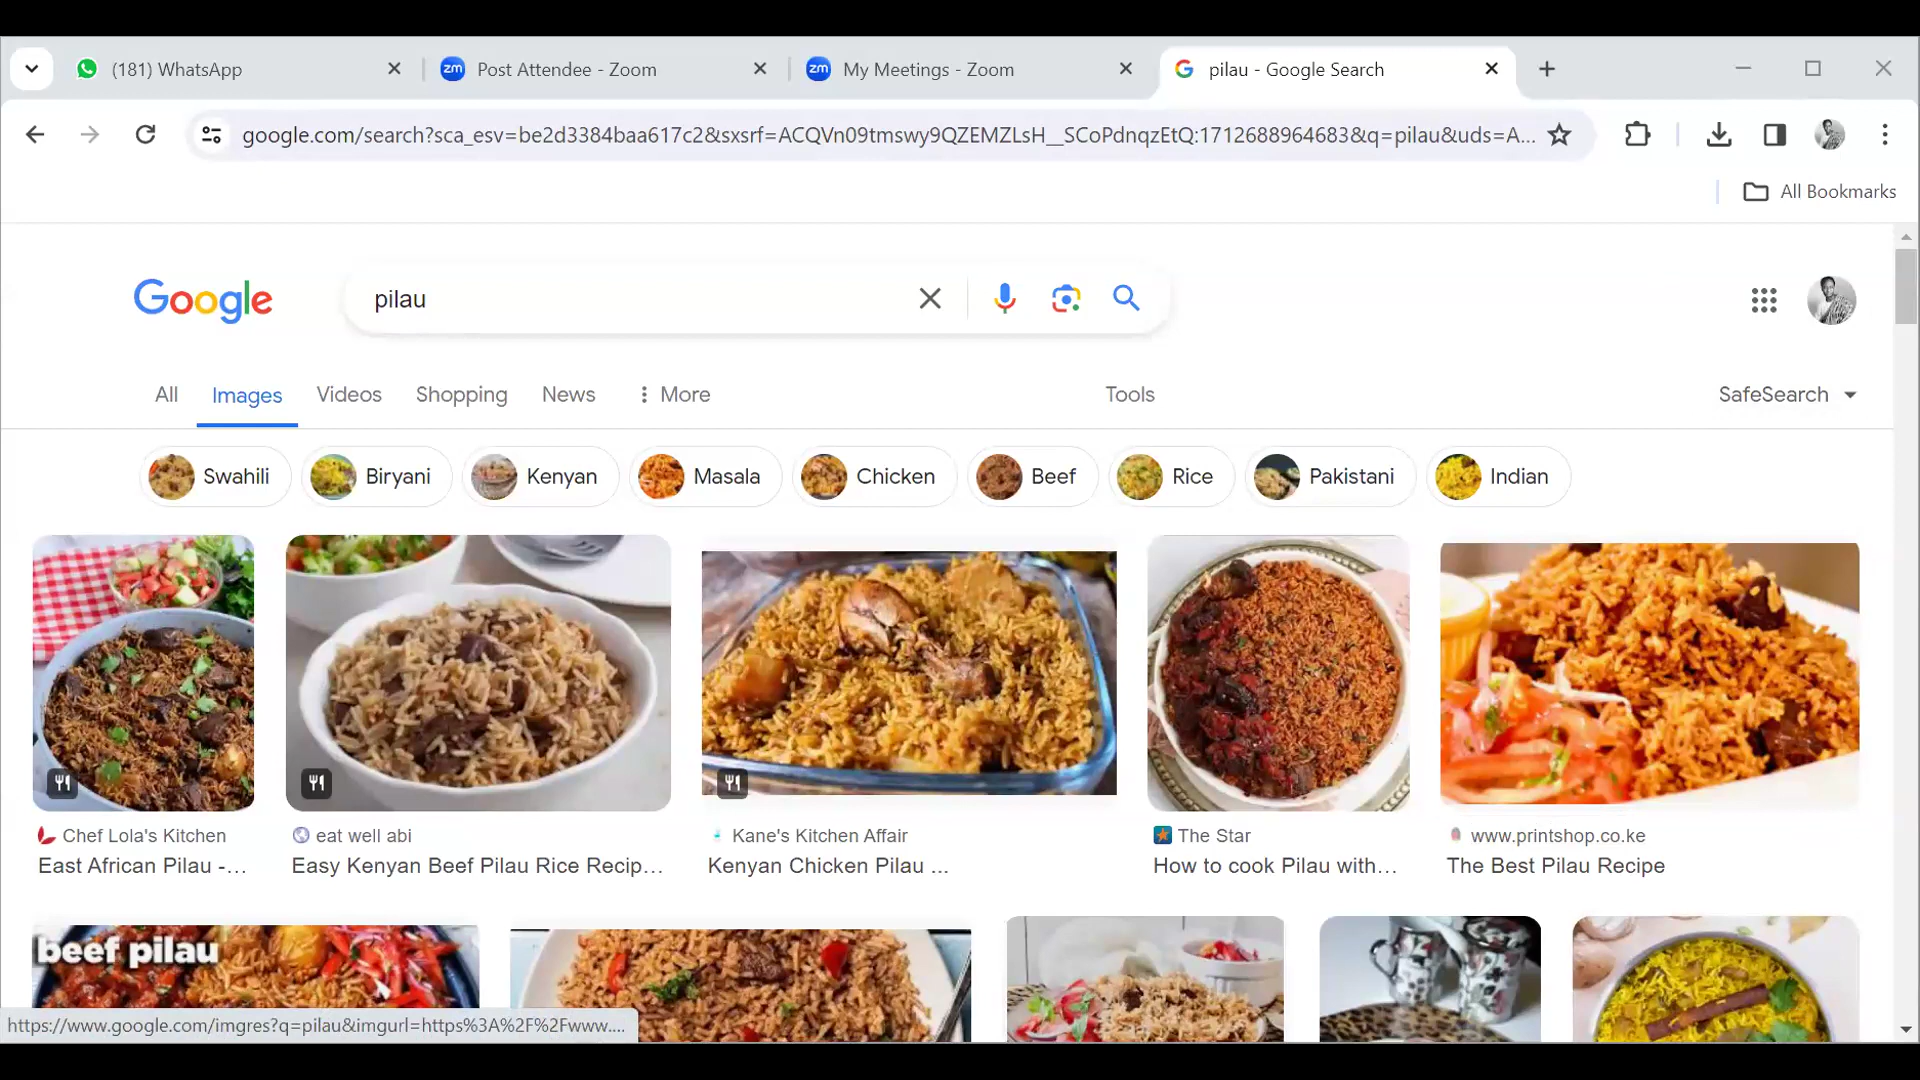 (181) WhatsApp
Post Attendee - Zoom
My Meetings - Zoom
pilau - Google Search
google.com/search?sca_esv=be2d3384baa617c2&sxsrf=ACQVn09tmswy9QZEMZLsH__SCoPdnqzEtQ:1712688964683&q=pilau&uds=A...
All Bookmarks
Google
pilau
All
Images
Videos
Shopping
News
More
Tools
SafeSearch
Swahili
Biryani
Kenyan
Masala
Chicken
Beef
Rice
Pakistani
Indian
Chef Lola's Kitchen
East African Pilau -...
eat well abi
Easy Kenyan Beef Pilau Rice Recip...
Kane's Kitchen Affair
Kenyan Chicken Pilau ...
The Star
How to cook Pilau with...
www.printshop.co.ke
The Best Pilau Recipe
beef pilau
https://www.google.com/imgres?q=pilau&imgurl=https%3A%2F%2Fwww....